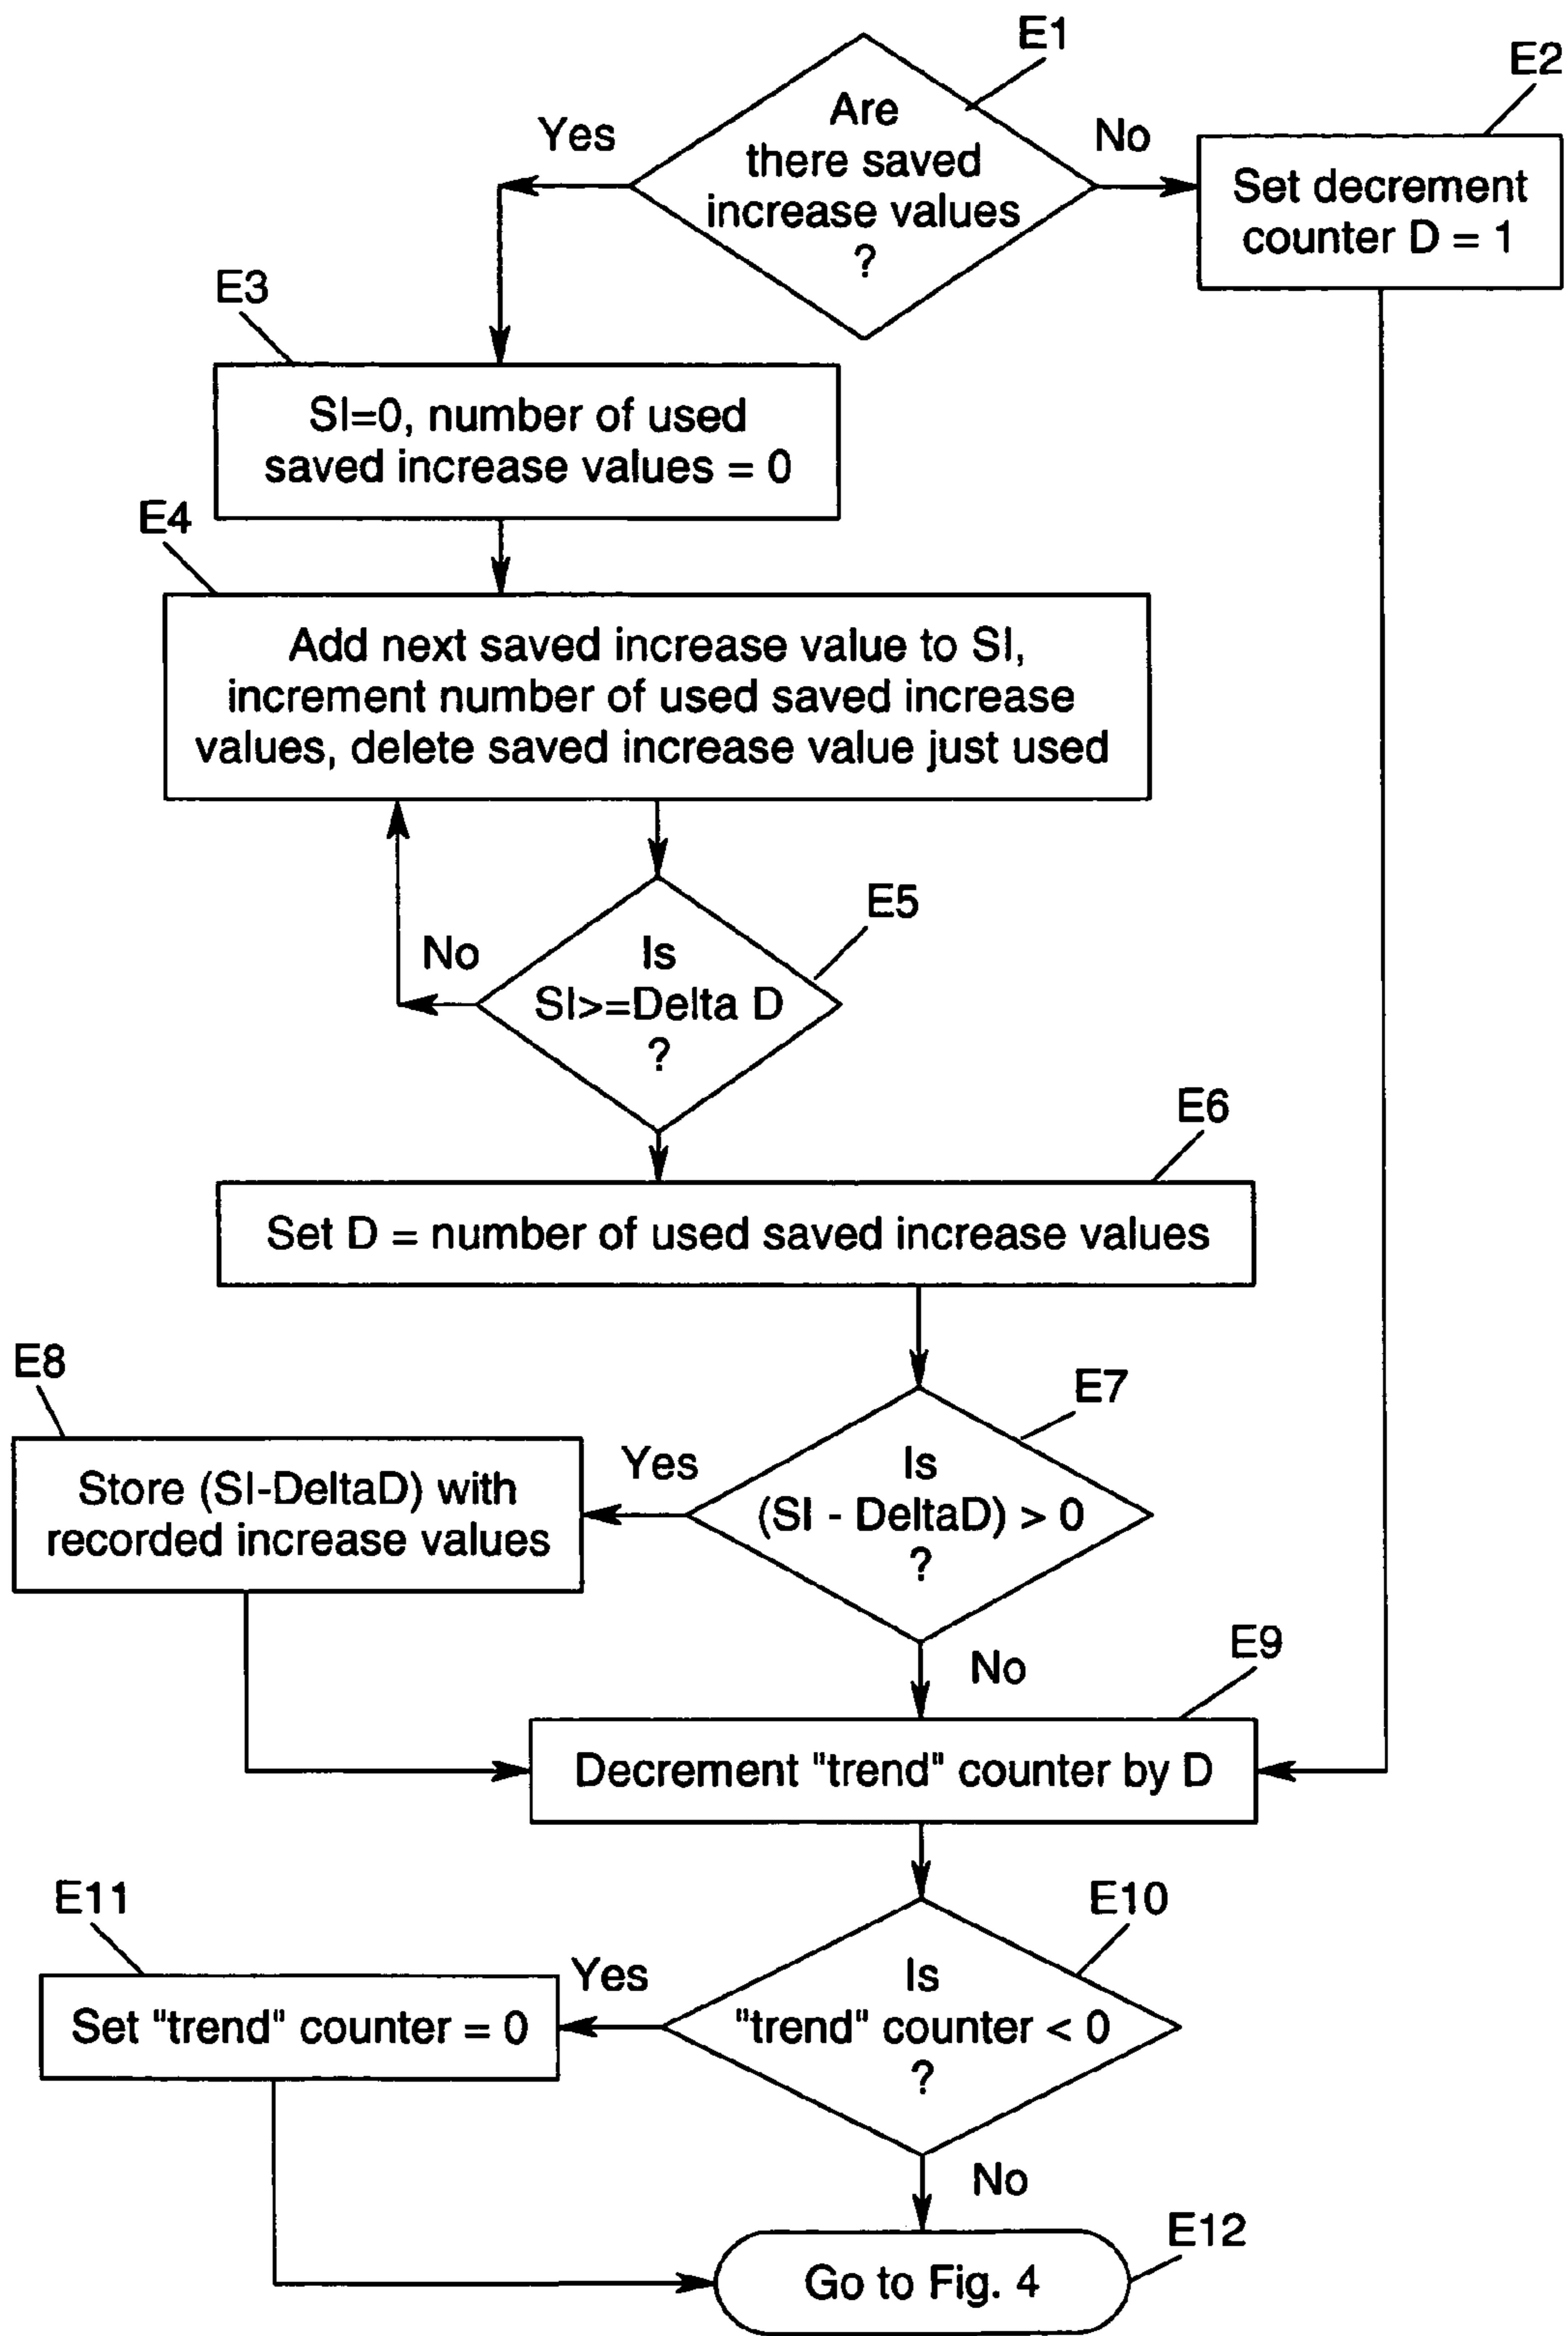 E1
E2
Are
there saved
increase values
?
Yes
No
Set decrement
counter D = 1
E3
SI=0, number of used
saved increase values = 0
E4
Add next saved increase value to SI,
increment number of used saved increase
values, delete saved increase value just used
E5
No
Is
SI>=Delta D
?
E6
Set D = number of used saved increase values
E8
E7
Yes
Is
(SI - DeltaD) > 0
?
Store (SI-DeltaD) with
recorded increase values
No
E9
Decrement "trend" counter by D
E11
E10
Yes
Is
"trend" counter < 0
?
Set "trend" counter = 0
No
E12
Go to Fig. 4